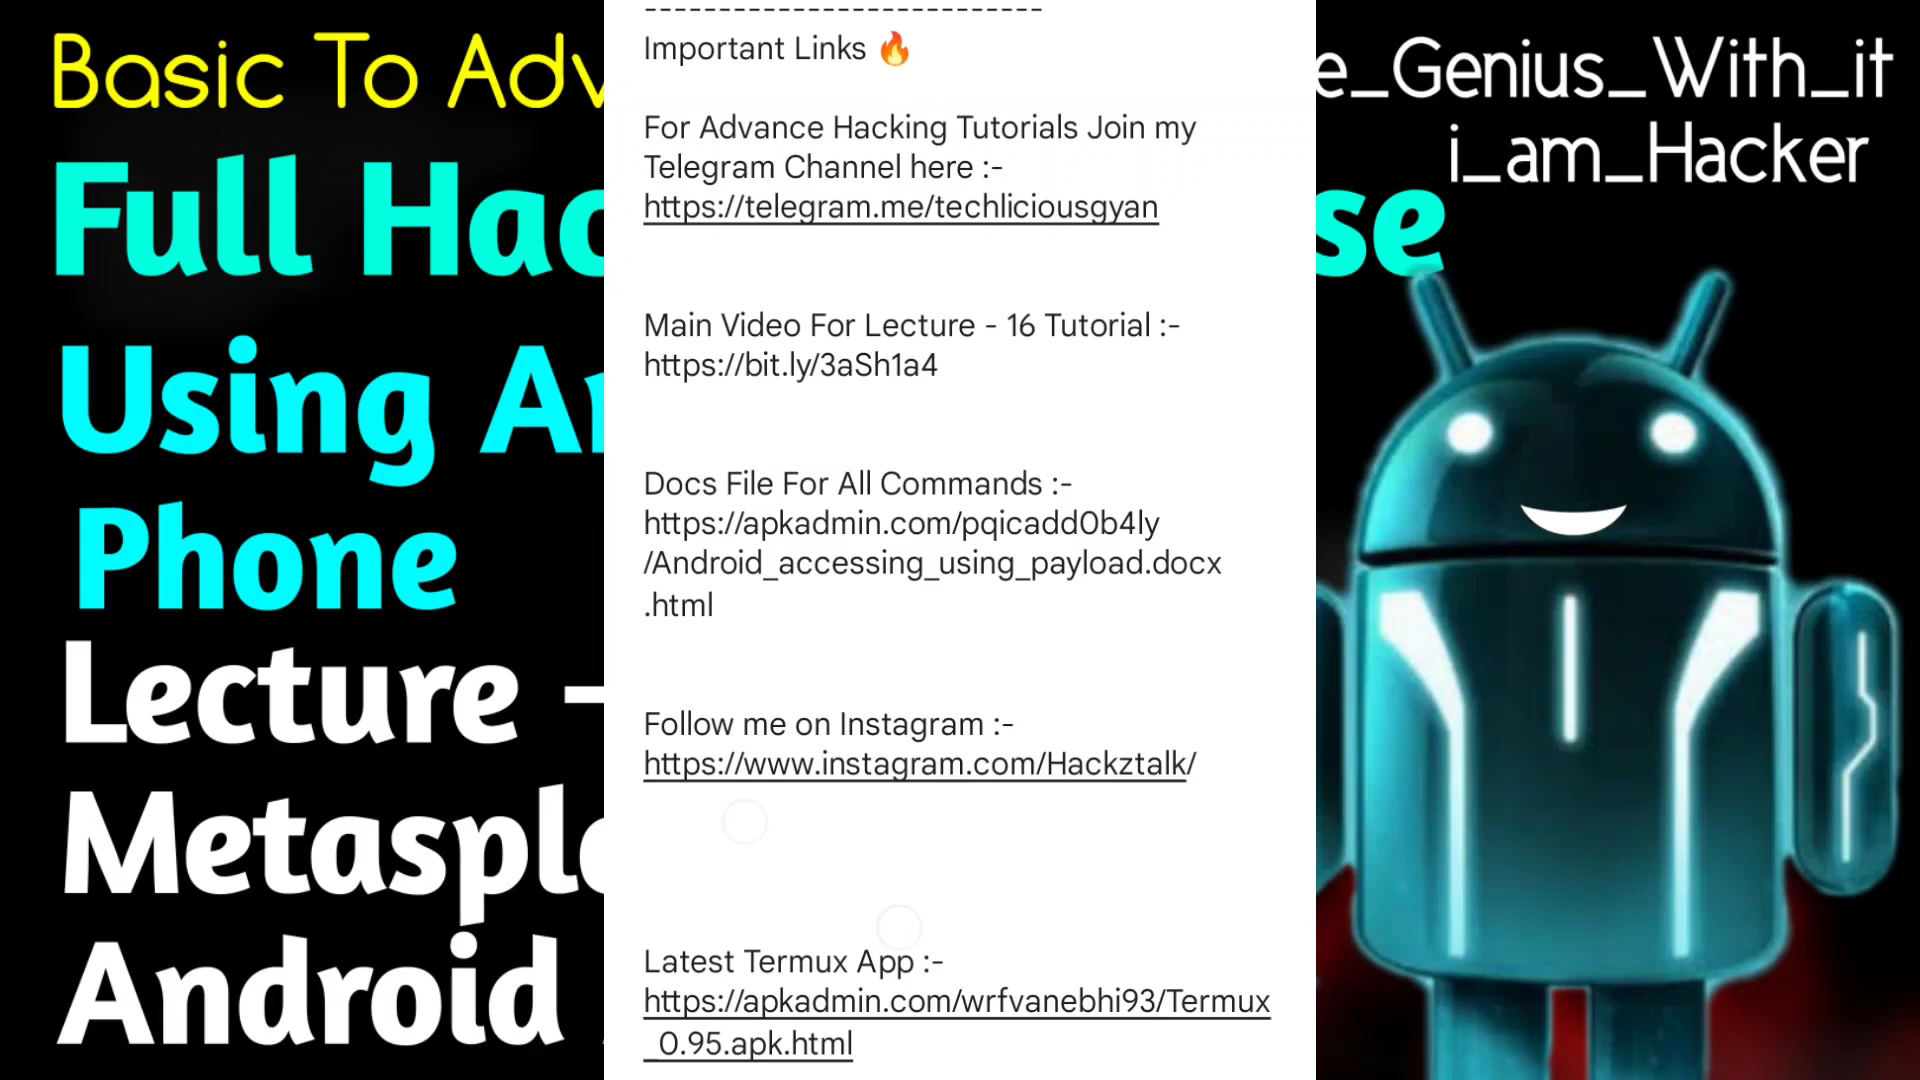 Basic To Adv
Full Hac
Using
Phone
Lecture -
Metasplo
Android
---------------------------
Important Links 🔥
For Advance Hacking Tutorials Join my
Telegram Channel here :-
https://telegram.me/techliciousgyan
Main Video For Lecture - 16 Tutorial :-
https://bit.ly/3aSh1a4
Docs File For All Commands :-
https://apkadmin.com/pqicadd0b4ly
/Android_accessing_using_payload.docx
.html
Follow me on Instagram :-
https://www.instagram.com/Hackztalk/
Latest Termux App :-
https://apkadmin.com/wrfvanebhi93/Termux
_0.95.apk.html
e_Genius_With_it
i_am_Hacker
se